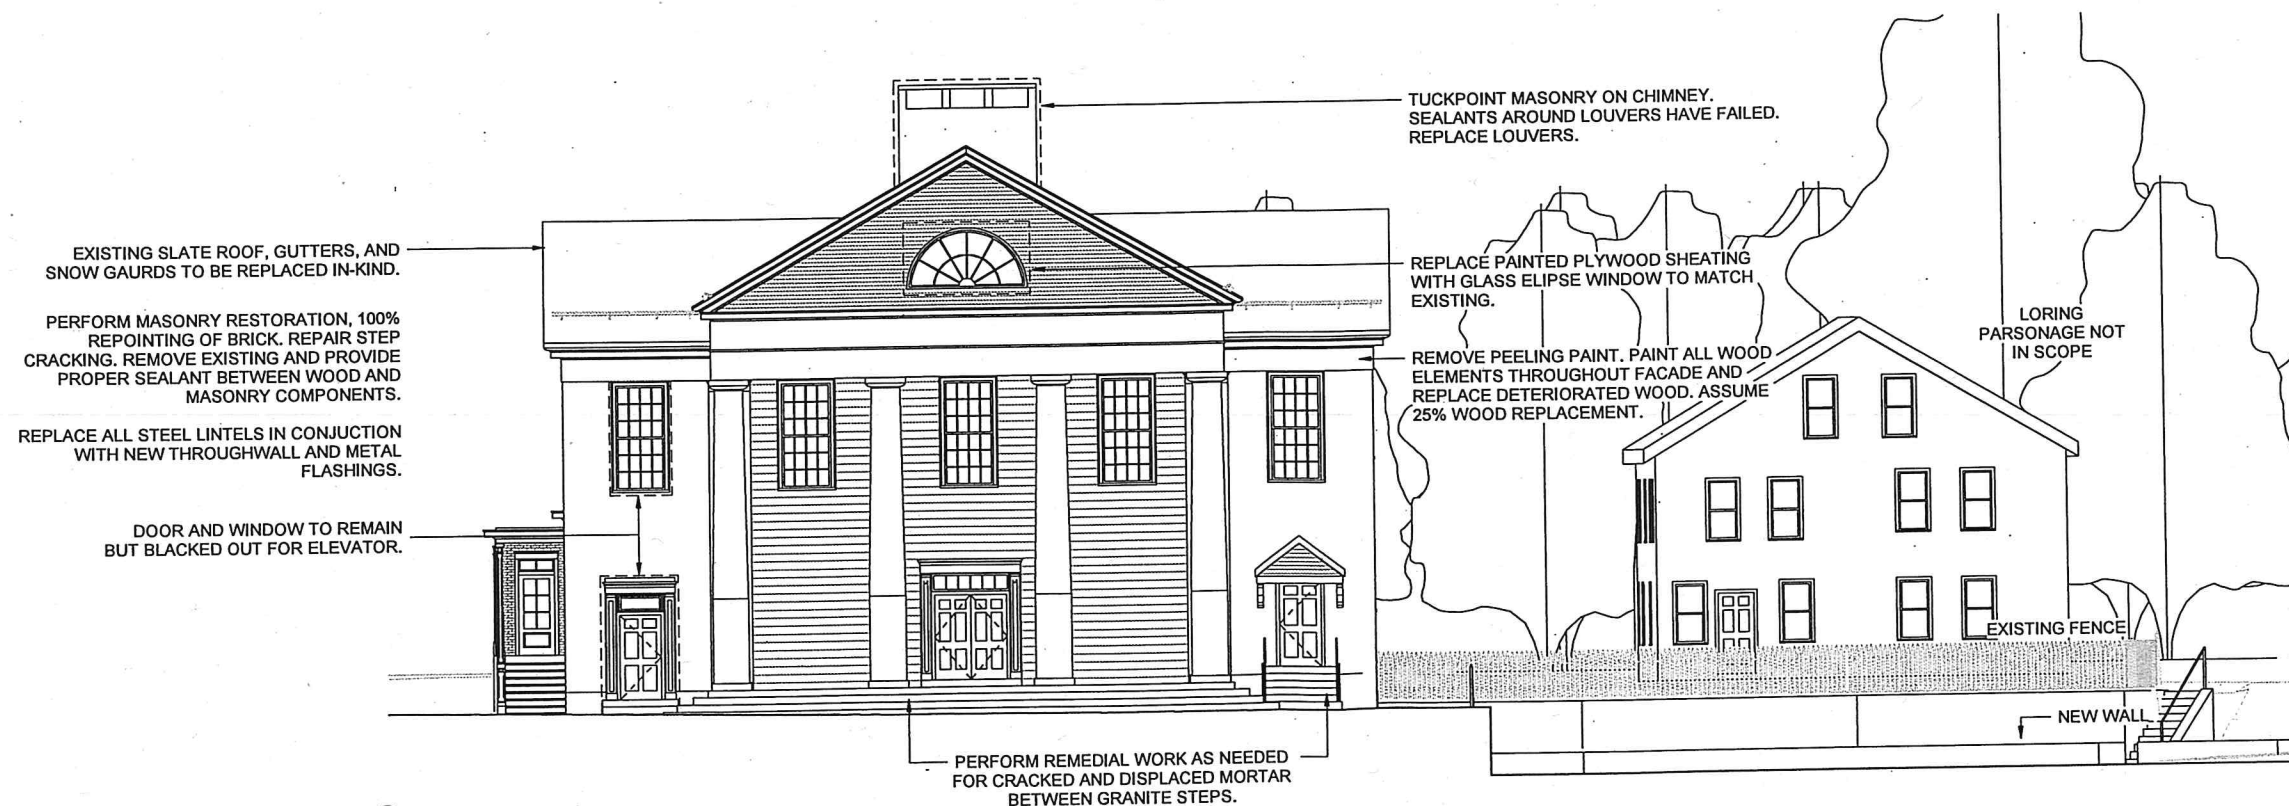 TUCKPOINT MASONRY ON CHIMNEY.
SEALANTS AROUND LOUVERS HAVE FAILED.
REPLACE LOUVERS.
EXISTING SLATE ROOF, GUTTERS, AND
SNOW GAURDS TO BE REPLACED IN-KIND.
PERFORM MASONRY RESTORATION, 100%
REPOINTING OF BRICK. REPAIR STEP
CRACKING. REMOVE EXISTING AND PROVIDE
PROPER SEALANT BETWEEN WOOD AND
MASONRY COMPONENTS.
REPLACE ALL STEEL LINTELS IN CONJUCTION
WITH NEW THROUGHWALL AND METAL
FLASHINGS.
DOOR AND WINDOW TO REMAIN
BUT BLACKED OUT FOR ELEVATOR.
REPLACE PAINTED PLYWOOD SHEATING
WITH GLASS ELIPSE WINDOW TO MATCH
EXISTING.
REMOVE PEELING PAINT. PAINT ALL WOOD
ELEMENTS THROUGHOUT FACADE AND
REPLACE DETERIORATED WOOD. ASSUME
25% WOOD REPLACEMENT.
LORING
PARSONAGE NOT
IN SCOPE
EXISTING FENCE
NEW WALL
PERFORM REMEDIAL WORK AS NEEDED
FOR CRACKED AND DISPLACED MORTAR
BETWEEN GRANITE STEPS.